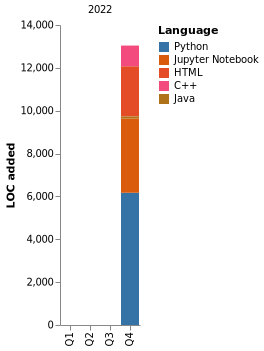 2022
Language
Python
Jupyter Notebook
HTML
C++
Java
LOC added
14,000
12,000
10,000
8,000
6,000
4,000
2,000
0
Q1
Q2
Q3
Q4